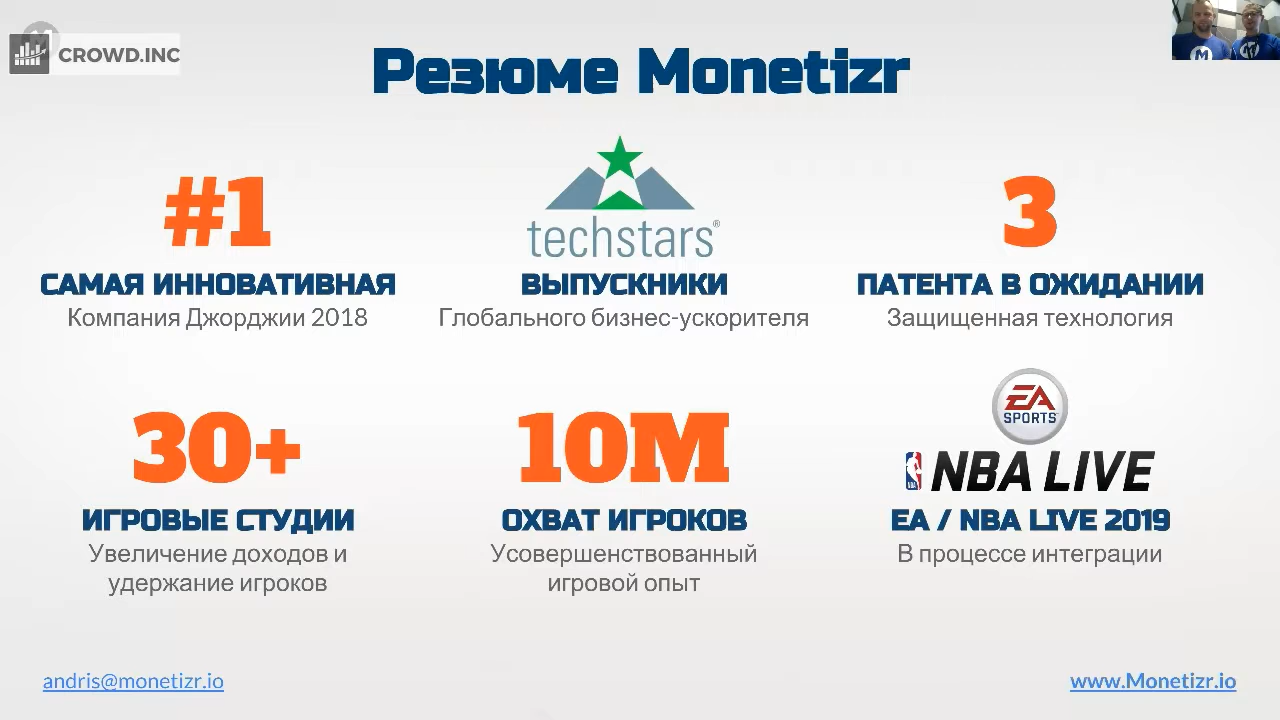 CROWD.INC
Резюме Monetizr
#1
САМАЯ ИННОВАТИВНАЯ
Компания Джорджии 2018
techstars®
ВЫПУСКНИКИ
Глобального бизнес-ускорителя
3
ПАТЕНТА В ОЖИДАНИИ
Защищенная технология
30+
ИГРОВЫЕ СТУДИИ
Увеличение доходов и
удержание игроков
10M
ОХВАТ ИГРОКОВ
Усовершенствованный
игровой опыт
EA
SPORTS
NBA
NBA LIVE
EA / NBA LIVE 2019
В процессе интеграции
andris@monetizr.io
www.Monetizr.io